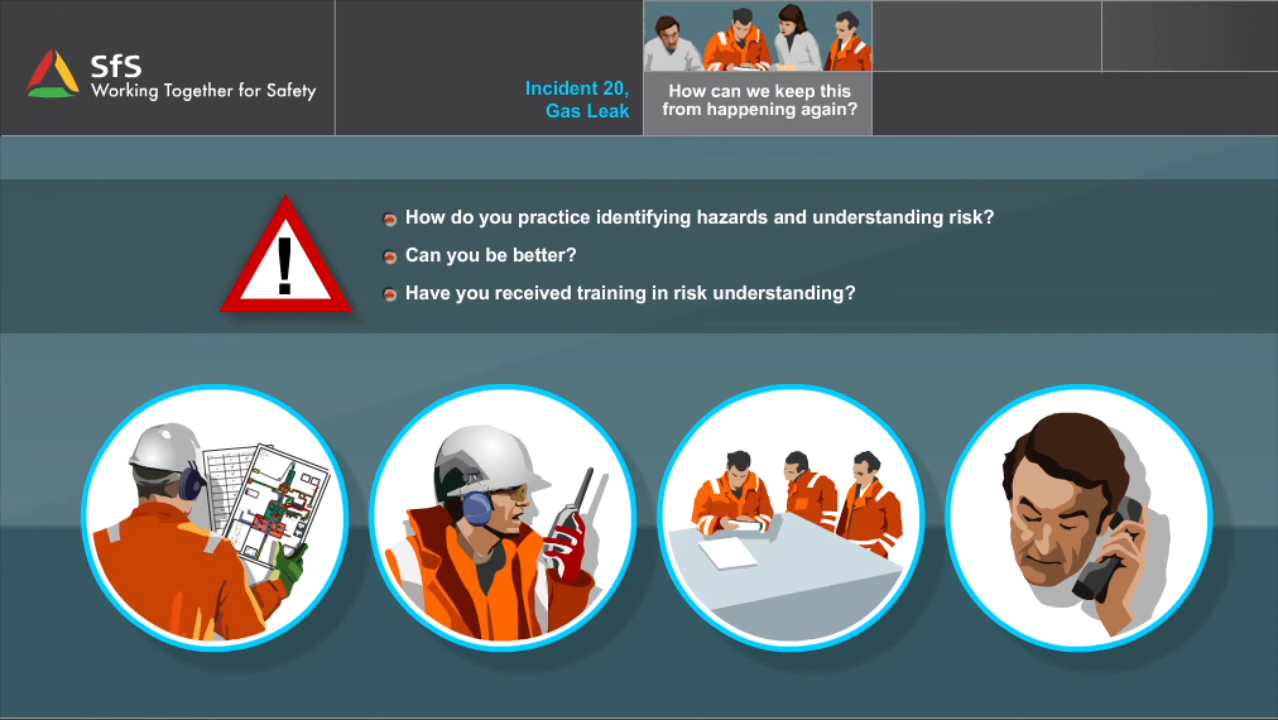 SfS
Working Together for Safety
Incident 20,
Gas Leak
How can we keep this
from happening again?
!
How do you practice identifying hazards and understanding risk?
Can you be better?
Have you received training in risk understanding?